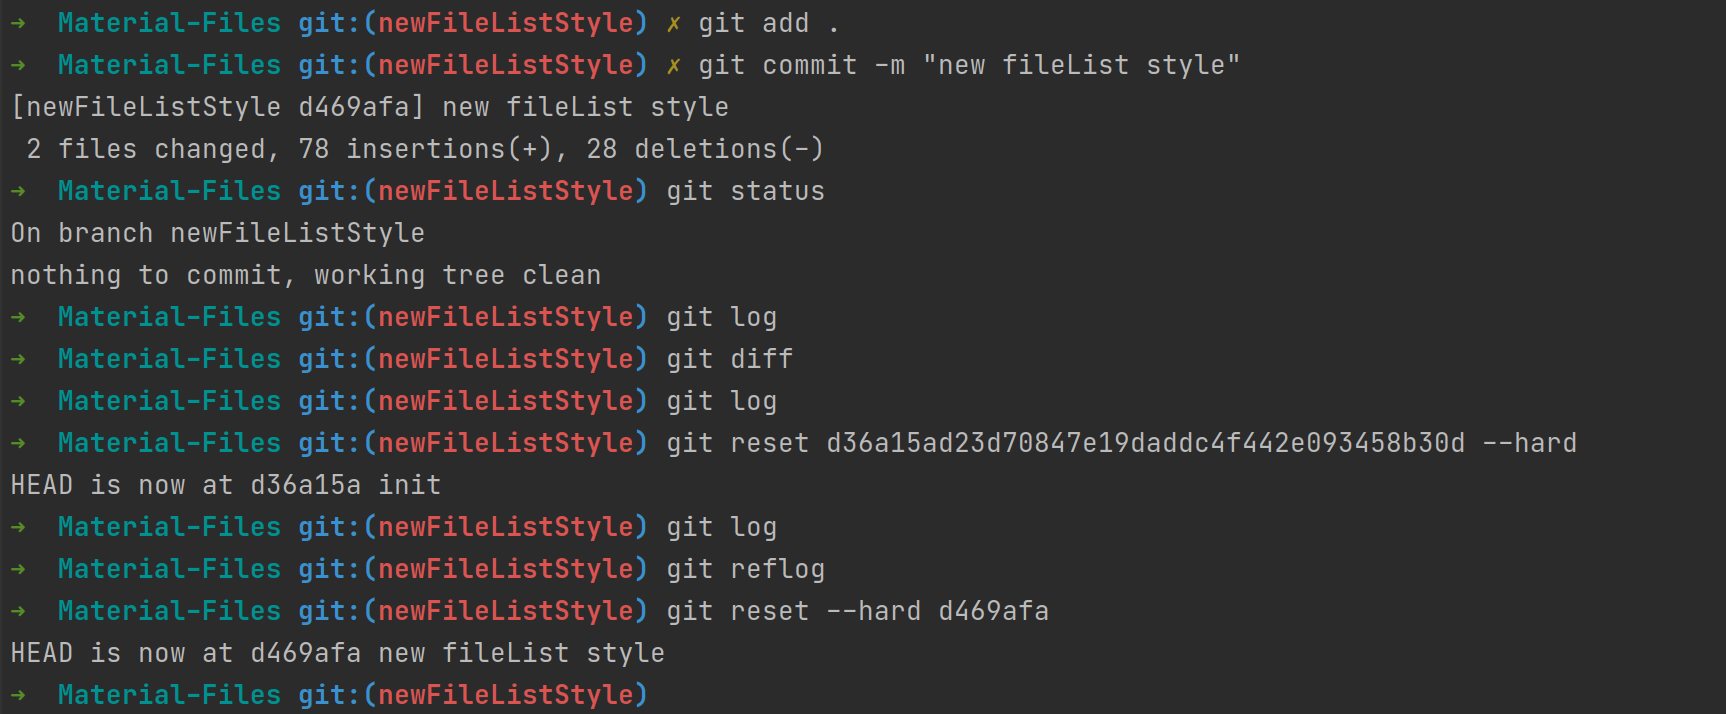 ➜  Material-Files git:(newFileListStyle) ✗ git add .
➜  Material-Files git:(newFileListStyle) ✗ git commit -m "new fileList style"
[newFileListStyle d469afa] new fileList style
 2 files changed, 78 insertions(+), 28 deletions(-)
➜  Material-Files git:(newFileListStyle) git status
On branch newFileListStyle
nothing to commit, working tree clean
➜  Material-Files git:(newFileListStyle) git log
➜  Material-Files git:(newFileListStyle) git diff
➜  Material-Files git:(newFileListStyle) git log
➜  Material-Files git:(newFileListStyle) git reset d36a15ad23d70847e19daddc4f442e093458b30d --hard
HEAD is now at d36a15a init
➜  Material-Files git:(newFileListStyle) git log
➜  Material-Files git:(newFileListStyle) git reflog
➜  Material-Files git:(newFileListStyle) git reset --hard d469afa
HEAD is now at d469afa new fileList style
➜  Material-Files git:(newFileListStyle)